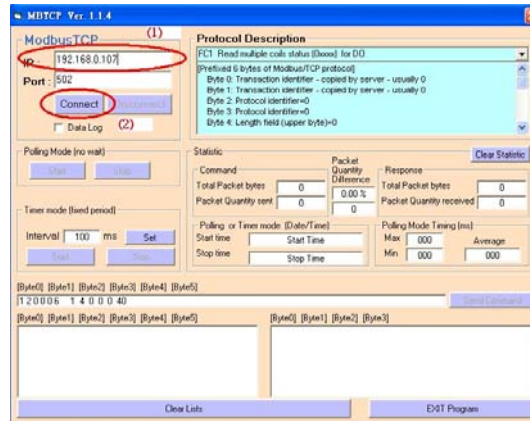 MBTCP Ver. 1.1.4
ModbusTCP
(1)
IP : 192.168.0.107
Port : 502
Connect
Disconnect
(2)
Data Log
Protocol Description
FC1 Read multiple coils status (0xxxx) for DO
[Prefixed 6 bytes of Modbus/TCP protocol]
Byte 0: Transaction identifier - copied by server - usually 0
Byte 1: Transaction identifier - copied by server - usually 0
Byte 2: Protocol identifier=0
Byte 3: Protocol identifier=0
Byte 4: Length field (upper byte)=0
Polling Mode (no wait)
Start
Stop
Timer mode (fixed period)
Interval 100 ms Set
Start
Stop
Statistic
Clear Statistic
Command
Total Packet bytes 0
Packet Quantity sent 0
Packet Quantity Difference
0.00 %
0
Response
Total Packet bytes 0
Packet Quantity received 0
Polling or Timer mode (Date/Time)
Start time Start Time
Stop time Stop Time
Polling Mode Timing (ms)
Max 000 Average
Min 000 000
[Byte0] [Byte1] [Byte2] [Byte3] [Byte4] [Byte5]
1 2 0 0 0 6 1 4 0 0 0 40
Send Command
[Byte0] [Byte1] [Byte2] [Byte3] [Byte4] [Byte5]
[Byte0] [Byte1] [Byte2] [Byte3]
Clear Lists
EXIT Program